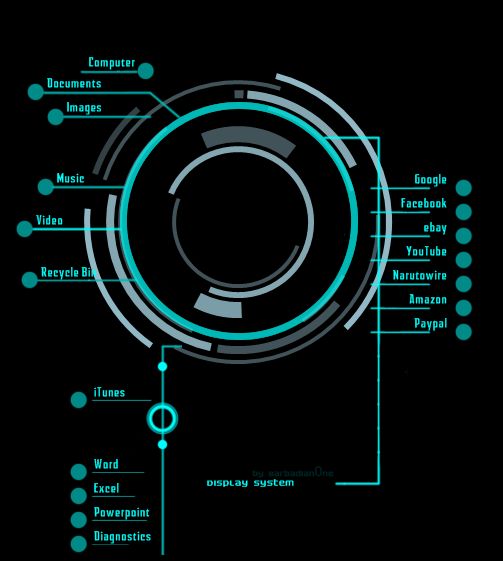 Computer
Documents
Images
Music
Video
Recycle Bin
Google
Facebook
ebay
YouTube
Narutowire
Amazon
Paypal
iTunes
Word
Excel
Powerpoint
Diagnostics
by barbadianOne
Display system